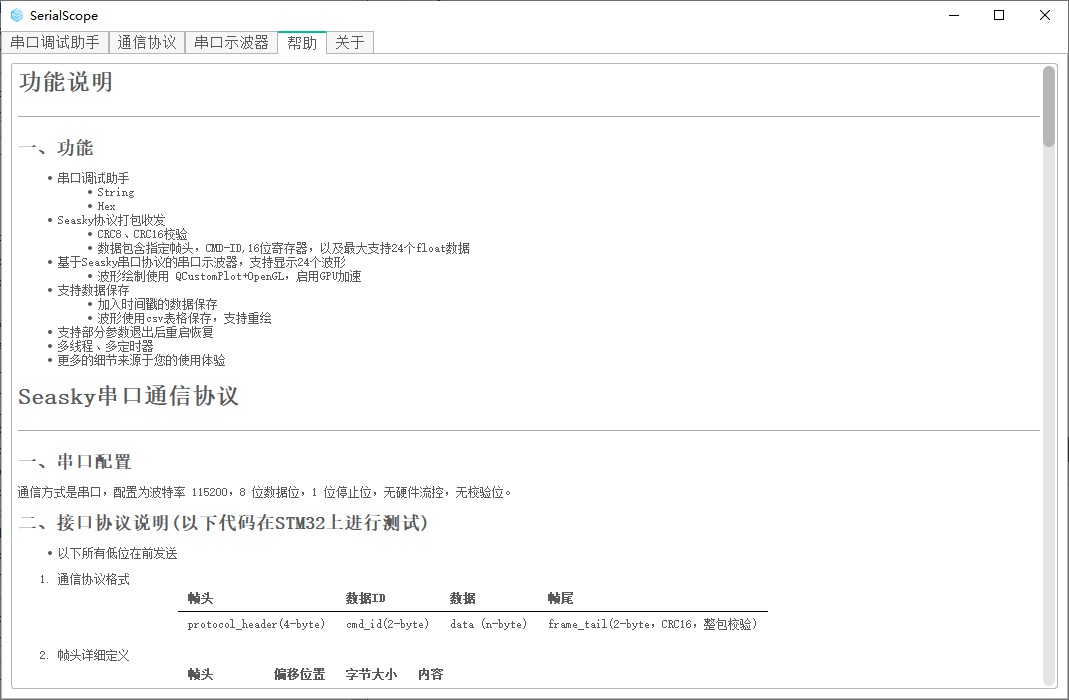 SerialScope
串口调试助手 通信协议 串口示波器 帮助 关于
功能说明
一、功能
• 串口调试助手
• String
• Hex
• Seasky协议打包收发
• CRC8、CRC16校验
• 数据包含指定帧头，CMD-ID,16位寄存器，以及最大支持24个float数据
• 基于Seasky串口协议的串口示波器，支持显示24个波形
• 波形绘制使用 QCustomPlot+OpenGL，启用GPU加速
• 支持数据保存
• 加入时间戳的数据保存
• 波形使用csv表格保存，支持重绘
• 支持部分参数退出后重启恢复
• 多线程、多定时器
• 更多的细节来源于您的使用体验
Seasky串口通信协议
一、串口配置
通信方式是串口，配置为波特率 115200，8 位数据位，1 位停止位，无硬件流控，无校验位。
二、接口协议说明(以下代码在STM32上进行测试)
• 以下所有低位在前发送
1. 通信协议格式
帧头 数据ID 数据 帧尾
protocol_header(4-byte) cmd_id(2-byte) data (n-byte) frame_tail(2-byte，CRC16，整包校验)
2. 帧头详细定义
帧头 偏移位置 字节大小 内容